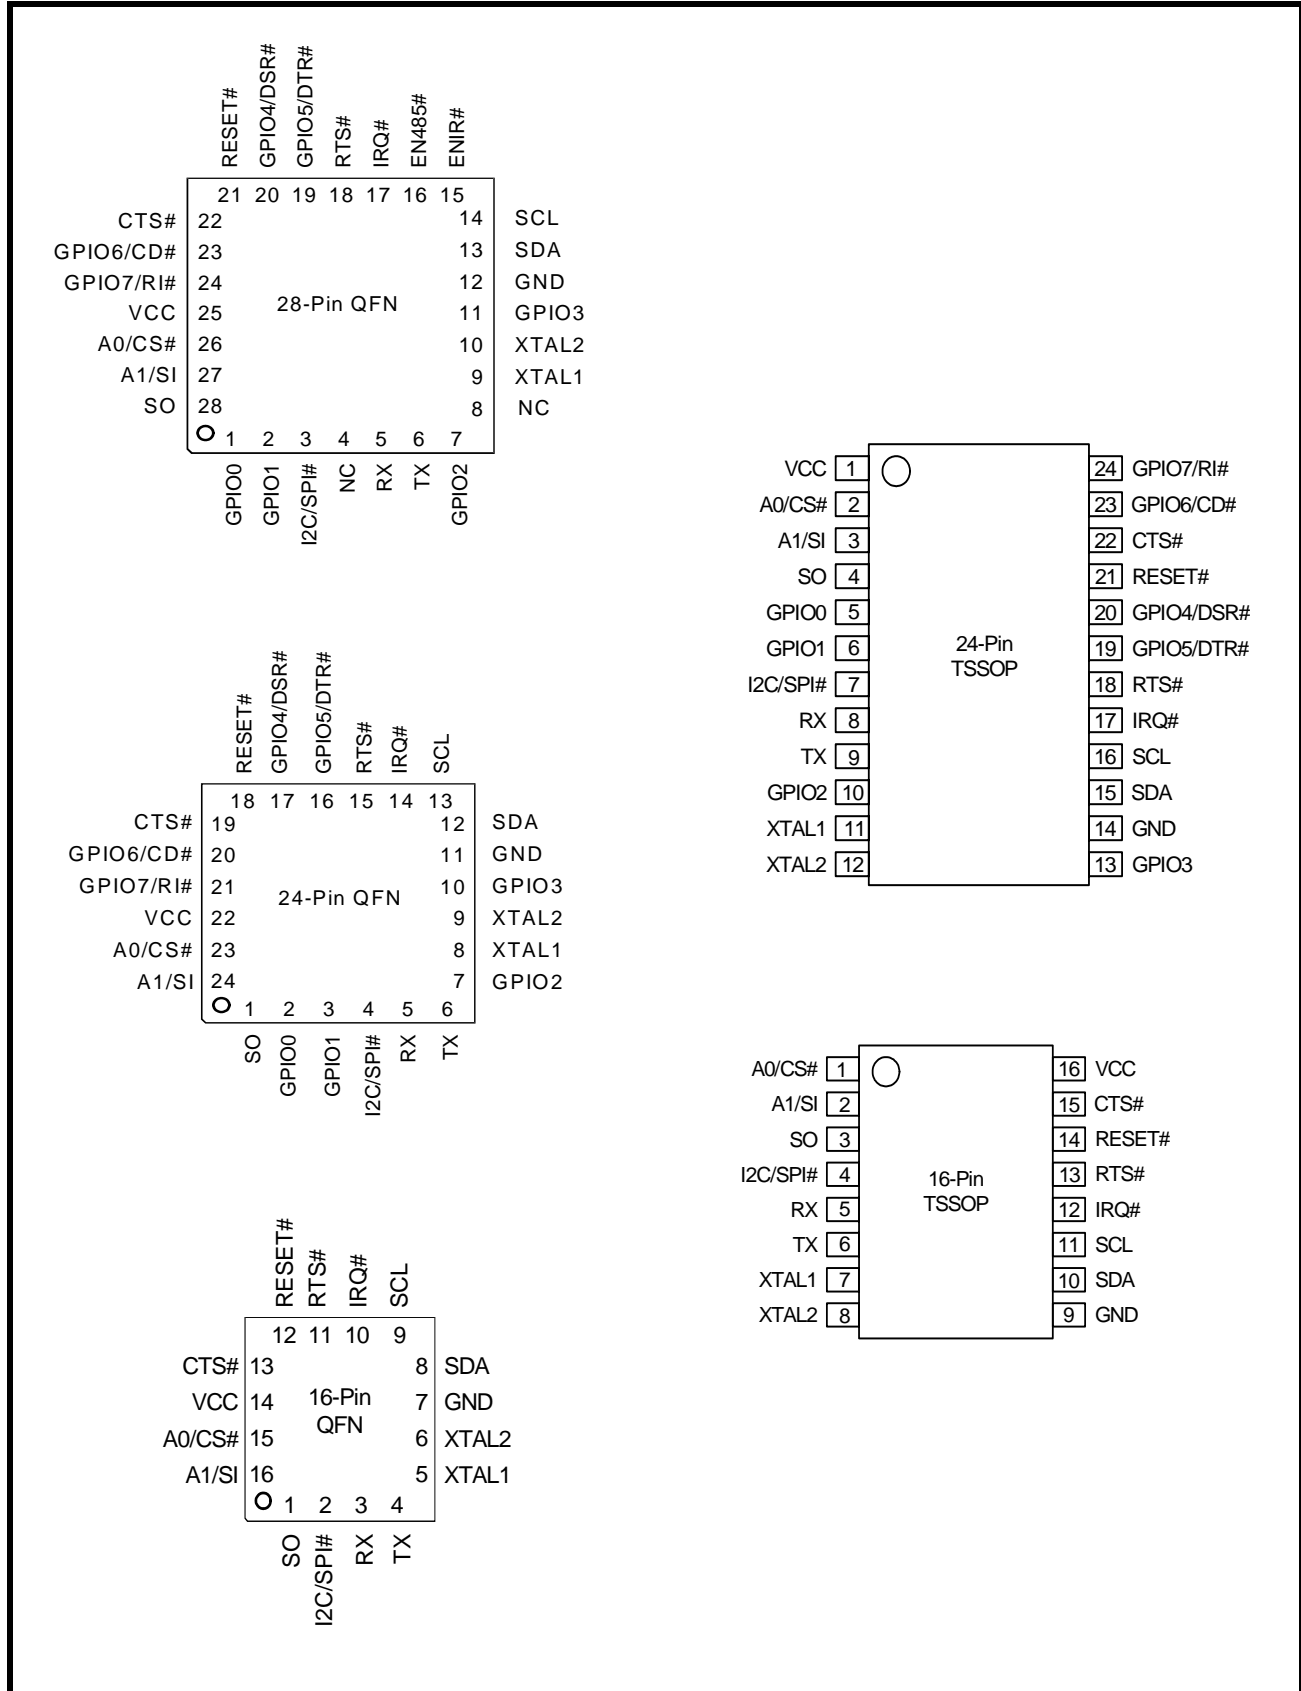 RESET#
GPIO4/DSR#
GPIO5/DTR#
RTS#
IRQ#
EN485#
ENIR#
21 20 19 18 17 16 15
CTS# 22 14 SCL
GPIO6/CD# 23 13 SDA
GPIO7/RI# 24 12 GND
VCC 25 28-Pin QFN 11 GPIO3
A0/CS# 26 10 XTAL2
A1/SI 27 9 XTAL1
SO 28 8 NC
1 2 3 4 5 6 7
GPIO0
GPIO1
I2C/SPI#
NC
RX
TX
GPIO2
VCC 1 24 GPIO7/RI#
A0/CS# 2 23 GPIO6/CD#
A1/SI 3 22 CTS#
SO 4 21 RESET#
GPIO0 5 20 GPIO4/DSR#
GPIO1 6 24-Pin 19 GPIO5/DTR#
TSSOP
I2C/SPI# 7 18 RTS#
RX 8 17 IRQ#
TX 9 16 SCL
GPIO2 10 15 SDA
XTAL1 11 14 GND
XTAL2 12 13 GPIO3
RESET#
GPIO4/DSR#
GPIO5/DTR#
RTS#
IRQ#
SCL
18 17 16 15 14 13
CTS# 19 12 SDA
GPIO6/CD# 20 11 GND
GPIO7/RI# 21 10 GPIO3
24-Pin QFN
VCC 22 9 XTAL2
A0/CS# 23 8 XTAL1
A1/SI 24 7 GPIO2
1 2 3 4 5 6
SO
GPIO0
GPIO1
I2C/SPI#
RX
TX
A0/CS# 1 16 VCC
A1/SI 2 15 CTS#
SO 3 14 RESET#
I2C/SPI# 4 16-Pin 13 RTS#
TSSOP
RX 5 12 IRQ#
TX 6 11 SCL
XTAL1 7 10 SDA
XTAL2 8 9 GND
RESET#
RTS#
IRQ#
SCL
12 11 10 9
CTS# 13 8 SDA
VCC 14 16-Pin 7 GND
QFN
A0/CS# 15 6 XTAL2
A1/SI 16 5 XTAL1
1 2 3 4
SO
I2C/SPI#
RX
TX